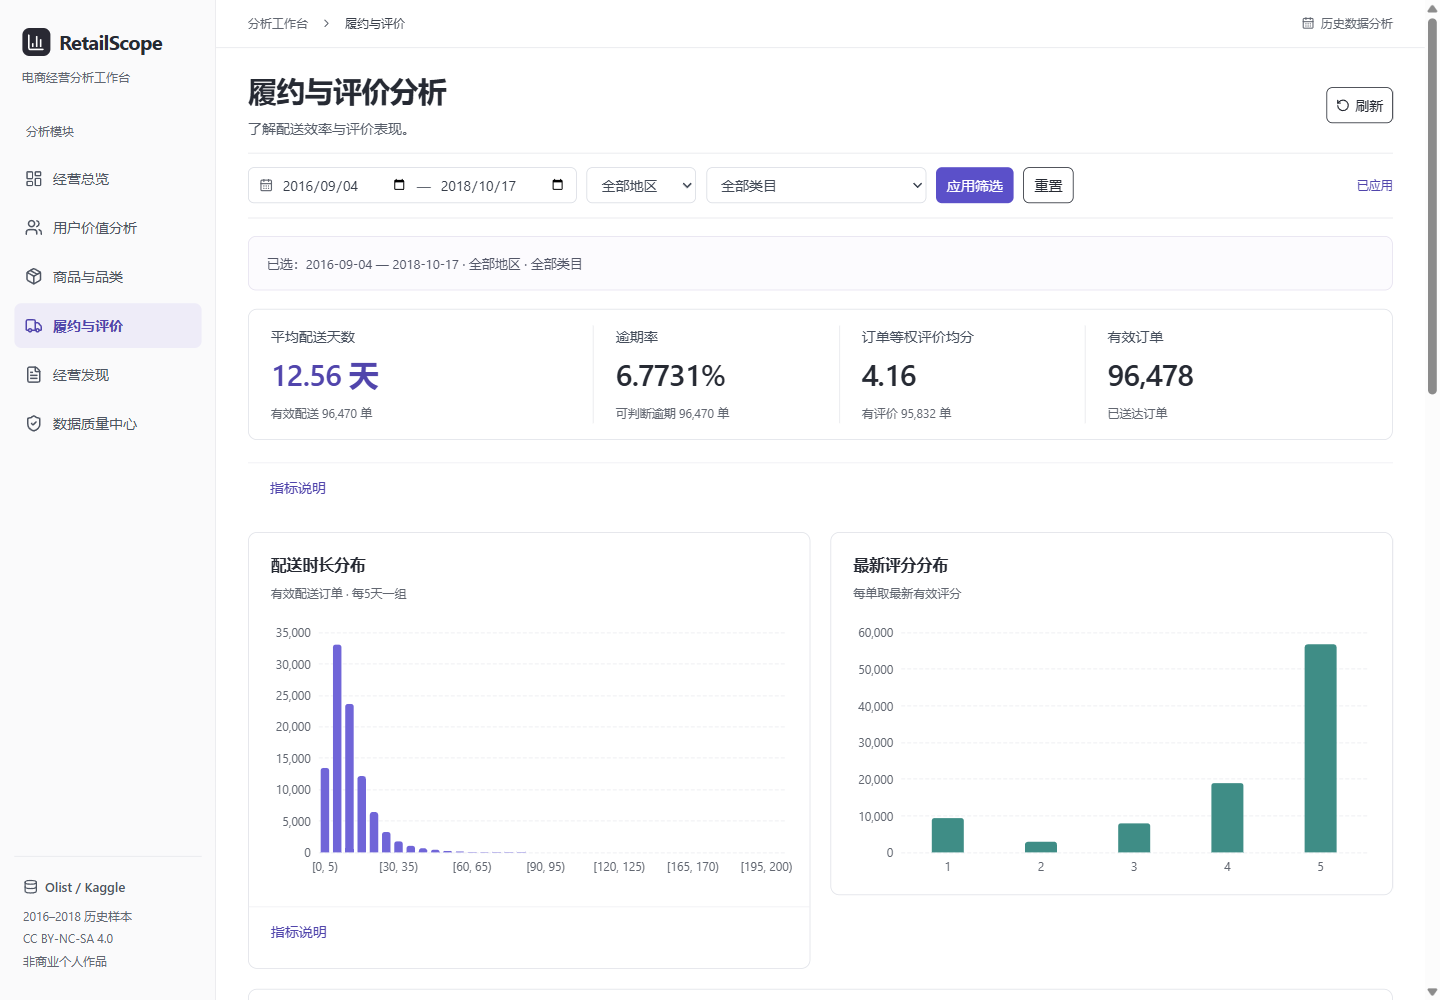 RetailScope
电商经营分析工作台
分析模块
经营总览
用户价值分析
商品与品类
履约与评价
经营发现
数据质量中心
Olist / Kaggle
2016–2018 历史样本
CC BY-NC-SA 4.0
非商业个人作品
分析工作台 > 履约与评价
历史数据分析
履约与评价分析
了解配送效率与评价表现。
刷新
2016/09/04 — 2018/10/17 全部地区 全部类目 应用筛选 重置 已应用
已选：2016-09-04 — 2018-10-17 · 全部地区 · 全部类目
平均配送天数
12.56 天
有效配送 96,470 单
逾期率
6.7731%
可判断逾期 96,470 单
订单等权评价均分
4.16
有评价 95,832 单
有效订单
96,478
已送达订单
指标说明
配送时长分布
有效配送订单 · 每5天一组
35,000
30,000
25,000
20,000
15,000
10,000
5,000
0
[0, 5) [30, 35) [60, 65) [90, 95) [120, 125) [165, 170) [195, 200)
指标说明
最新评分分布
每单取最新有效评分
60,000
50,000
40,000
30,000
20,000
10,000
0
1 2 3 4 5